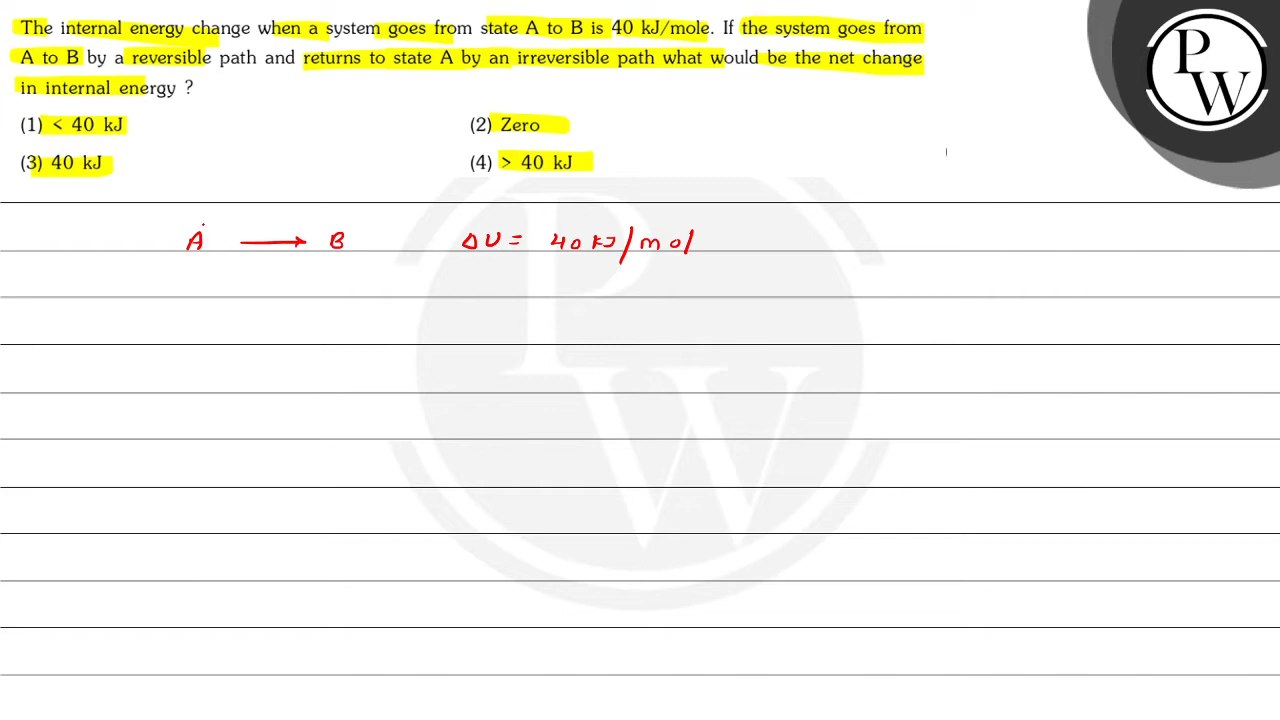 The internal energy change when a system goes from state A to B is 40 kJ/mole. If the system goes from
A to B by a reversible path and returns to state A by an irreversible path what would be the net change
in internal energy ?
(1) < 40 kJ (2) Zero
(3) 40 kJ (4) > 40 kJ
A → B ΔU = 40 kJ/mol
PW
PW